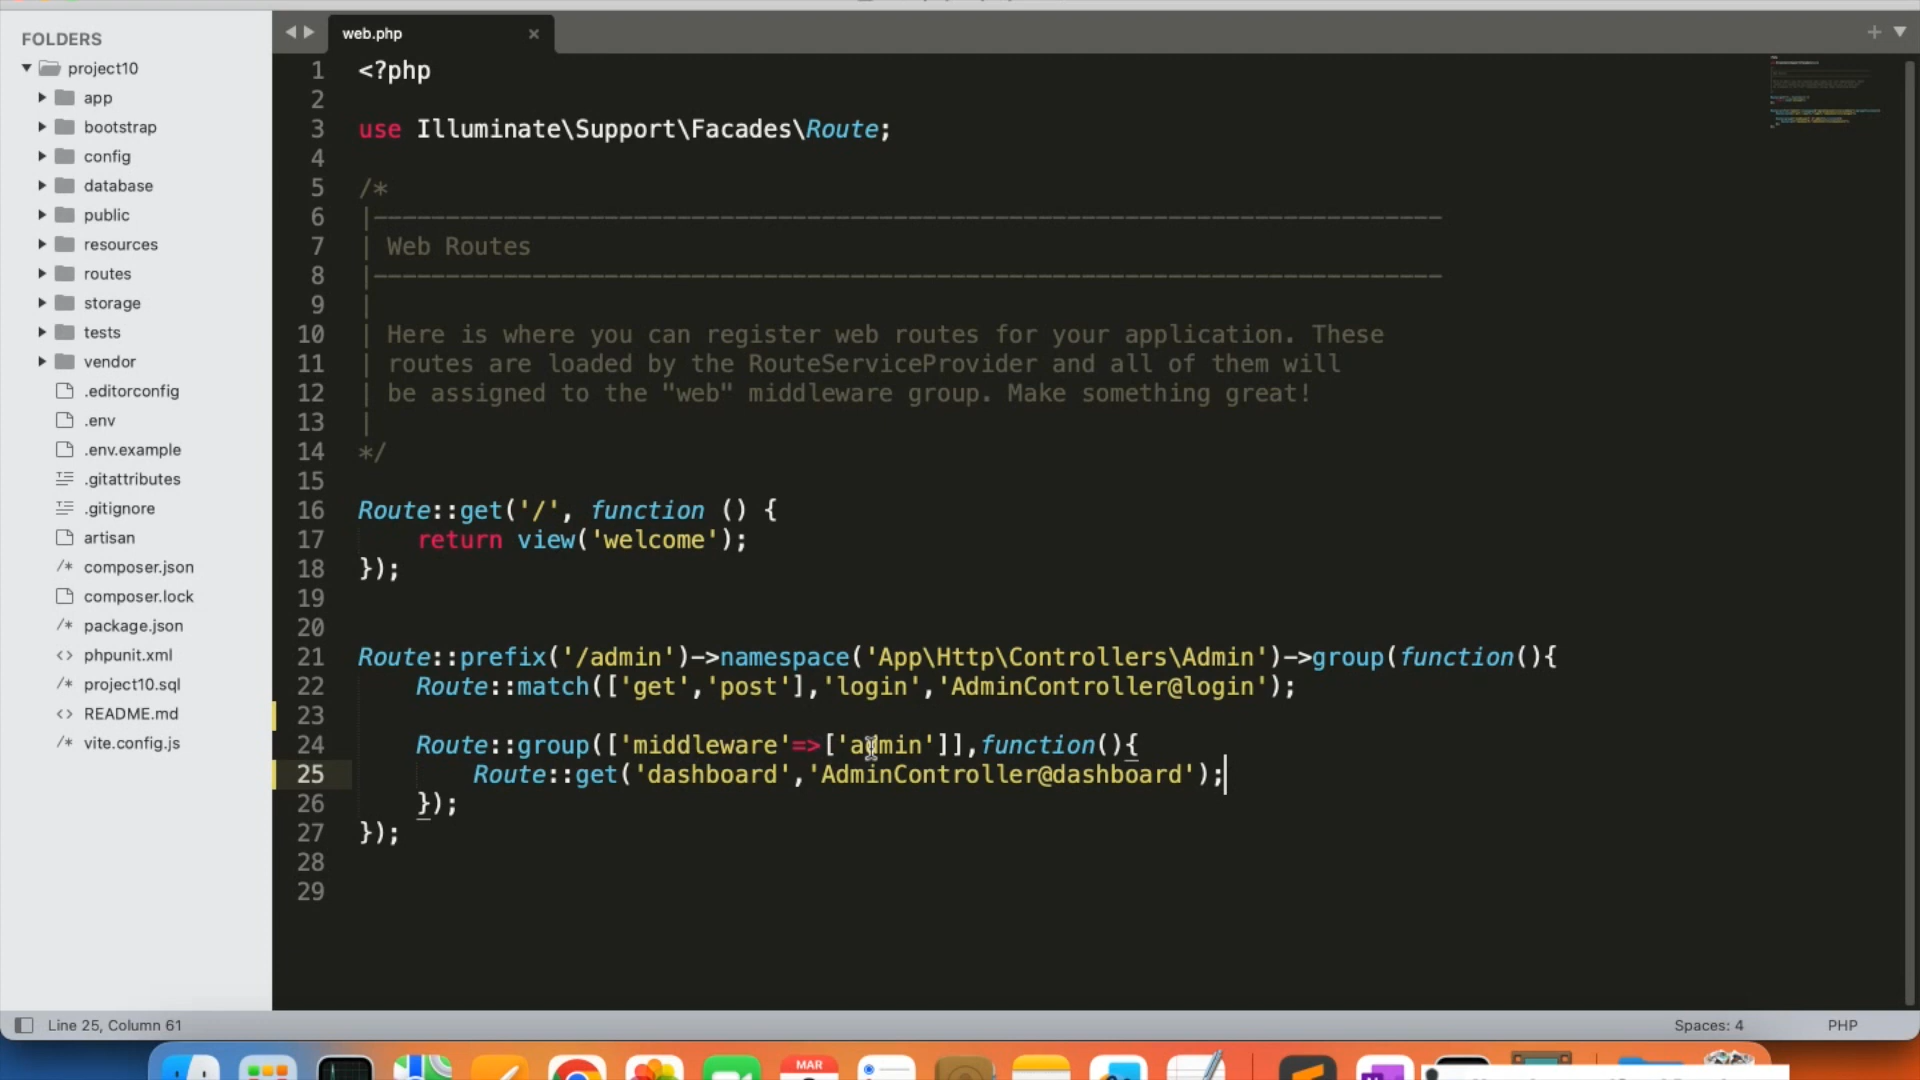 FOLDERS
project10
app
bootstrap
config
database
public
resources
routes
storage
tests
vendor
.editorconfig
.env
.env.example
.gitattributes
.gitignore
artisan
composer.json
composer.lock
package.json
phpunit.xml
project10.sql
README.md
vite.config.js
web.php
1 <?php
2
3 use Illuminate\Support\Facades\Route;
4
5 /*
6 |--------------------------------------------------------------------------
7 | Web Routes
8 |--------------------------------------------------------------------------
9 |
10 | Here is where you can register web routes for your application. These
11 | routes are loaded by the RouteServiceProvider and all of them will
12 | be assigned to the "web" middleware group. Make something great!
13 |
14 */
15
16 Route::get('/', function () {
17     return view('welcome');
18 });
19
20
21 Route::prefix('/admin')->namespace('App\Http\Controllers\Admin')->group(function(){
22     Route::match(['get','post'],'login','AdminController@login');
23
24     Route::group(['middleware'=>['admin']],function(){
25         Route::get('dashboard','AdminController@dashboard');
26     });
27 });
28
29
Line 25, Column 61
Spaces: 4
PHP
MAR